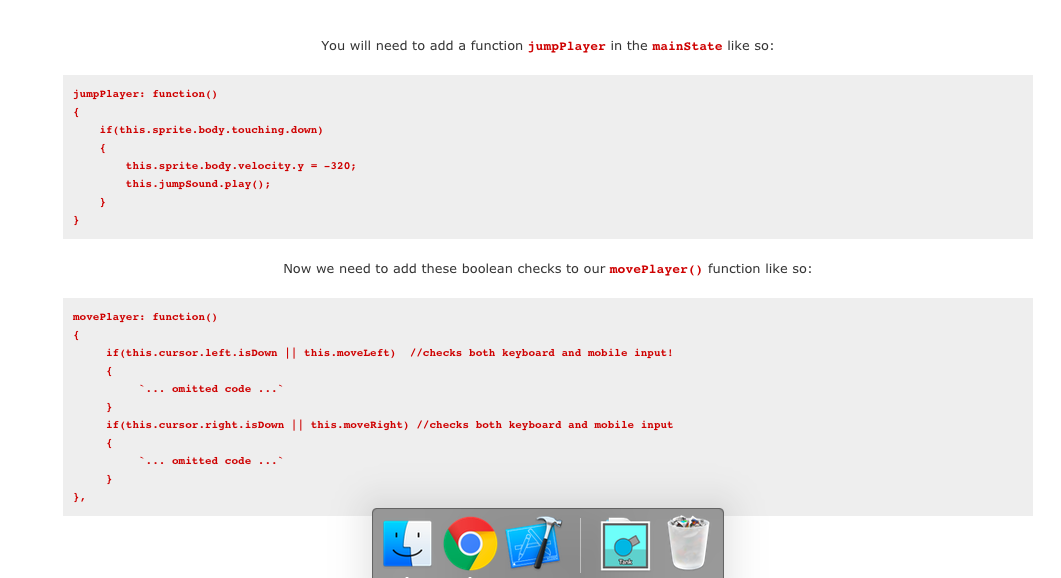 You will need to add a function jumpPlayer in the mainState like so:
jumpPlayer: function()
{
    if(this.sprite.body.touching.down)
    {
        this.sprite.body.velocity.y = -320;
        this.jumpSound.play();
    }
}
Now we need to add these boolean checks to our movePlayer() function like so:
movePlayer: function()
{
     if(this.cursor.left.isDown || this.moveLeft)  //checks both keyboard and mobile input!
     {
          `... omitted code ...`
     }
     if(this.cursor.right.isDown || this.moveRight) //checks both keyboard and mobile input
     {
          `... omitted code ...`
     }
},
Tank